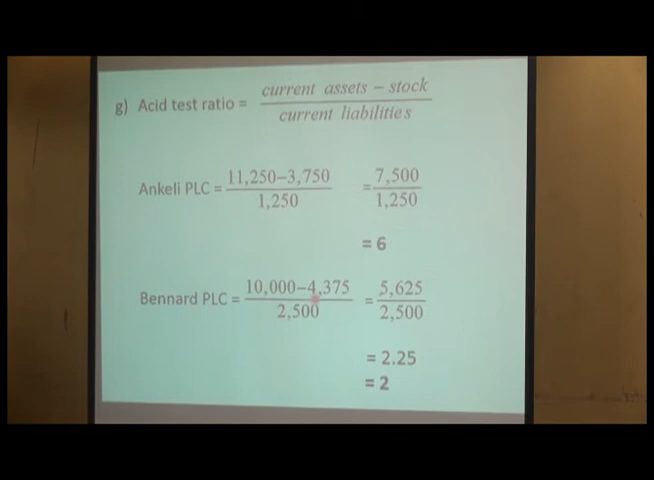 g) Acid test ratio = current assets – stock
current liabilities
Ankeli PLC = 11,250–3,750 = 7,500
1,250 1,250
= 6
Bennard PLC = 10,000–4,375 = 5,625
2,500 2,500
= 2.25
= 2